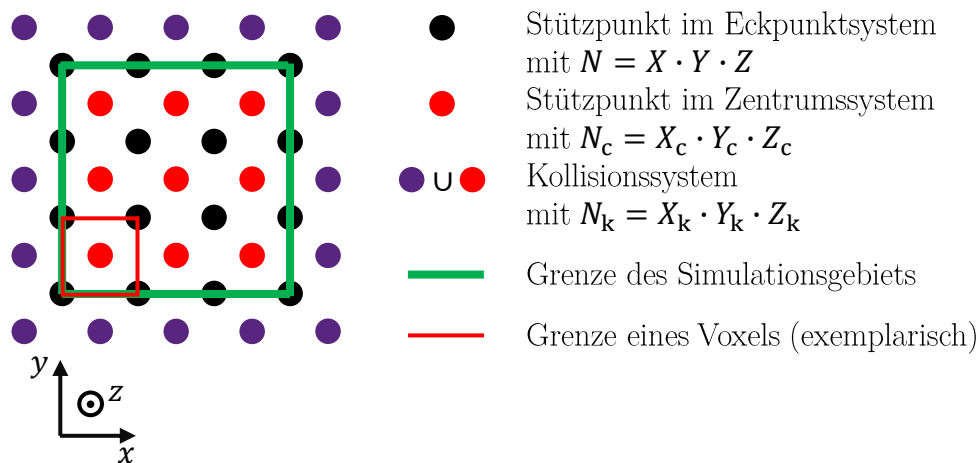 Stützpunkt im Eckpunktsystem
mit N = X · Y · Z
Stützpunkt im Zentrumssystem
mit N_c = X_c · Y_c · Z_c
∪ Kollisionssystem
mit N_k = X_k · Y_k · Z_k
Grenze des Simulationsgebiets
Grenze eines Voxels (exemplarisch)
y
z
x